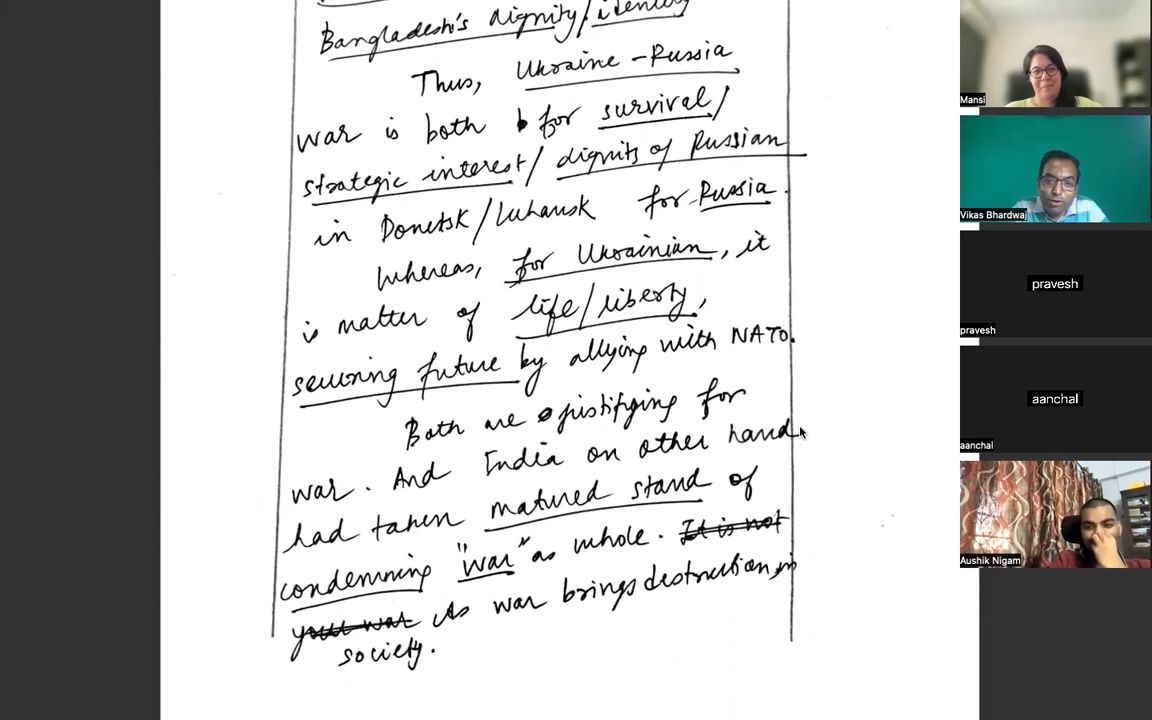 Bangladesh's dignity/identity
Thus, Ukraine-Russia
war is both for survival/
strategic interest/ dignity of Russian
in Donetsk/Luhansk for Russia.
Whereas, for Ukrainian, it
is matter of life/liberty,
securing future by allying with NATO.
Both are justifying for
war. And India on other hand
had taken matured stand of
condemning "war" as whole. It is not
your war As war brings destruction in
society.
Mansi
Vikas Bhardwaj
pravesh
pravesh
aanchal
aanchal
Aushik Nigam